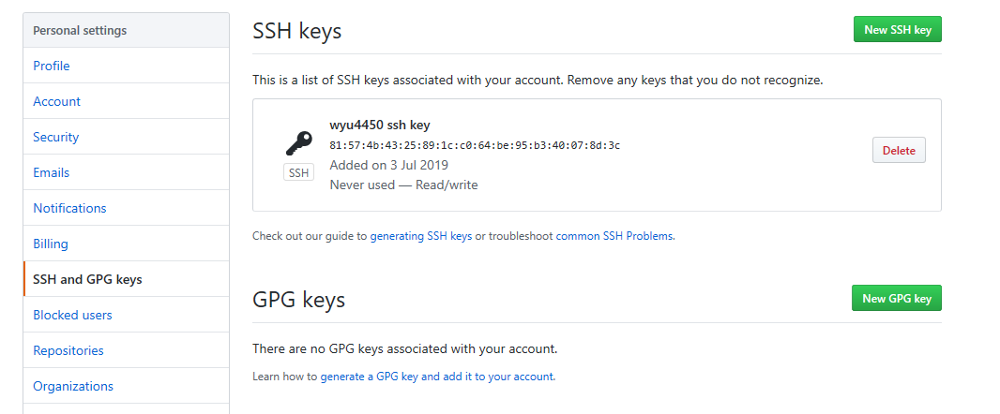 Personal settings
Profile
Account
Security
Emails
Notifications
Billing
SSH and GPG keys
Blocked users
Repositories
Organizations
SSH keys
New SSH key
This is a list of SSH keys associated with your account. Remove any keys that you do not recognize.
wyu4450 ssh key
81:57:4b:43:25:89:1c:c0:64:be:95:b3:40:07:8d:3c
Added on 3 Jul 2019
Never used — Read/write
SSH
Delete
Check out our guide to generating SSH keys or troubleshoot common SSH Problems.
GPG keys
New GPG key
There are no GPG keys associated with your account.
Learn how to generate a GPG key and add it to your account.